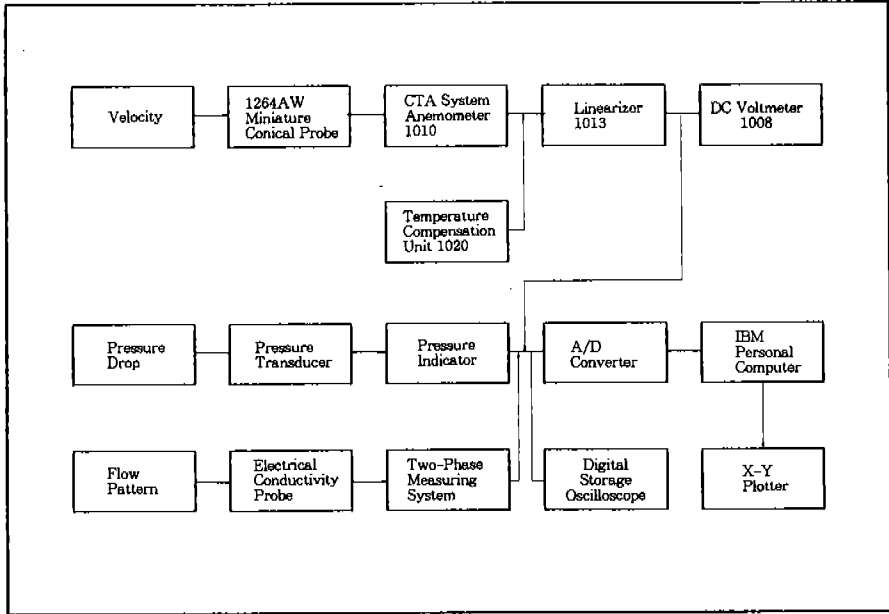 Velocity
1264AW
Miniature
Conical Probe
CTA System
Anemometer
1010
Linearizer
1013
DC Voltmeter
1008
Temperature
Compensation
Unit 1020
Pressure
Drop
Pressure
Transducer
Pressure
Indicator
A/D
Converter
IBM
Personal
Computer
Flow
Pattern
Electrical
Conductivity
Probe
Two-Phase
Measuring
System
Digital
Storage
Oscilloscope
X-Y
Plotter